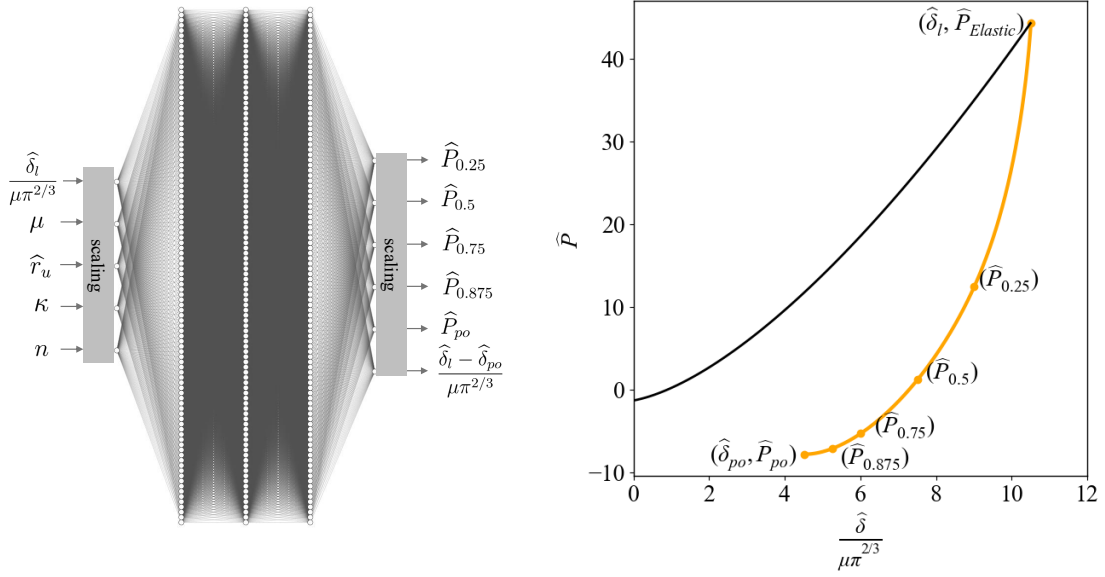 δ̂_l / μπ^{2/3}
μ
r̂_u
κ
n
scaling
scaling
P̂_{0.25}
P̂_{0.5}
P̂_{0.75}
P̂_{0.875}
P̂_{po}
δ̂_l − δ̂_{po} / μπ^{2/3}
P̂
40
30
20
10
0
−10
(δ̂_l, P̂_{Elastic})
(P̂_{0.25})
(P̂_{0.5})
(P̂_{0.75})
(δ̂_{po}, P̂_{po})
(P̂_{0.875})
0 2 4 6 8 10 12
δ̂ / μπ^{2/3}